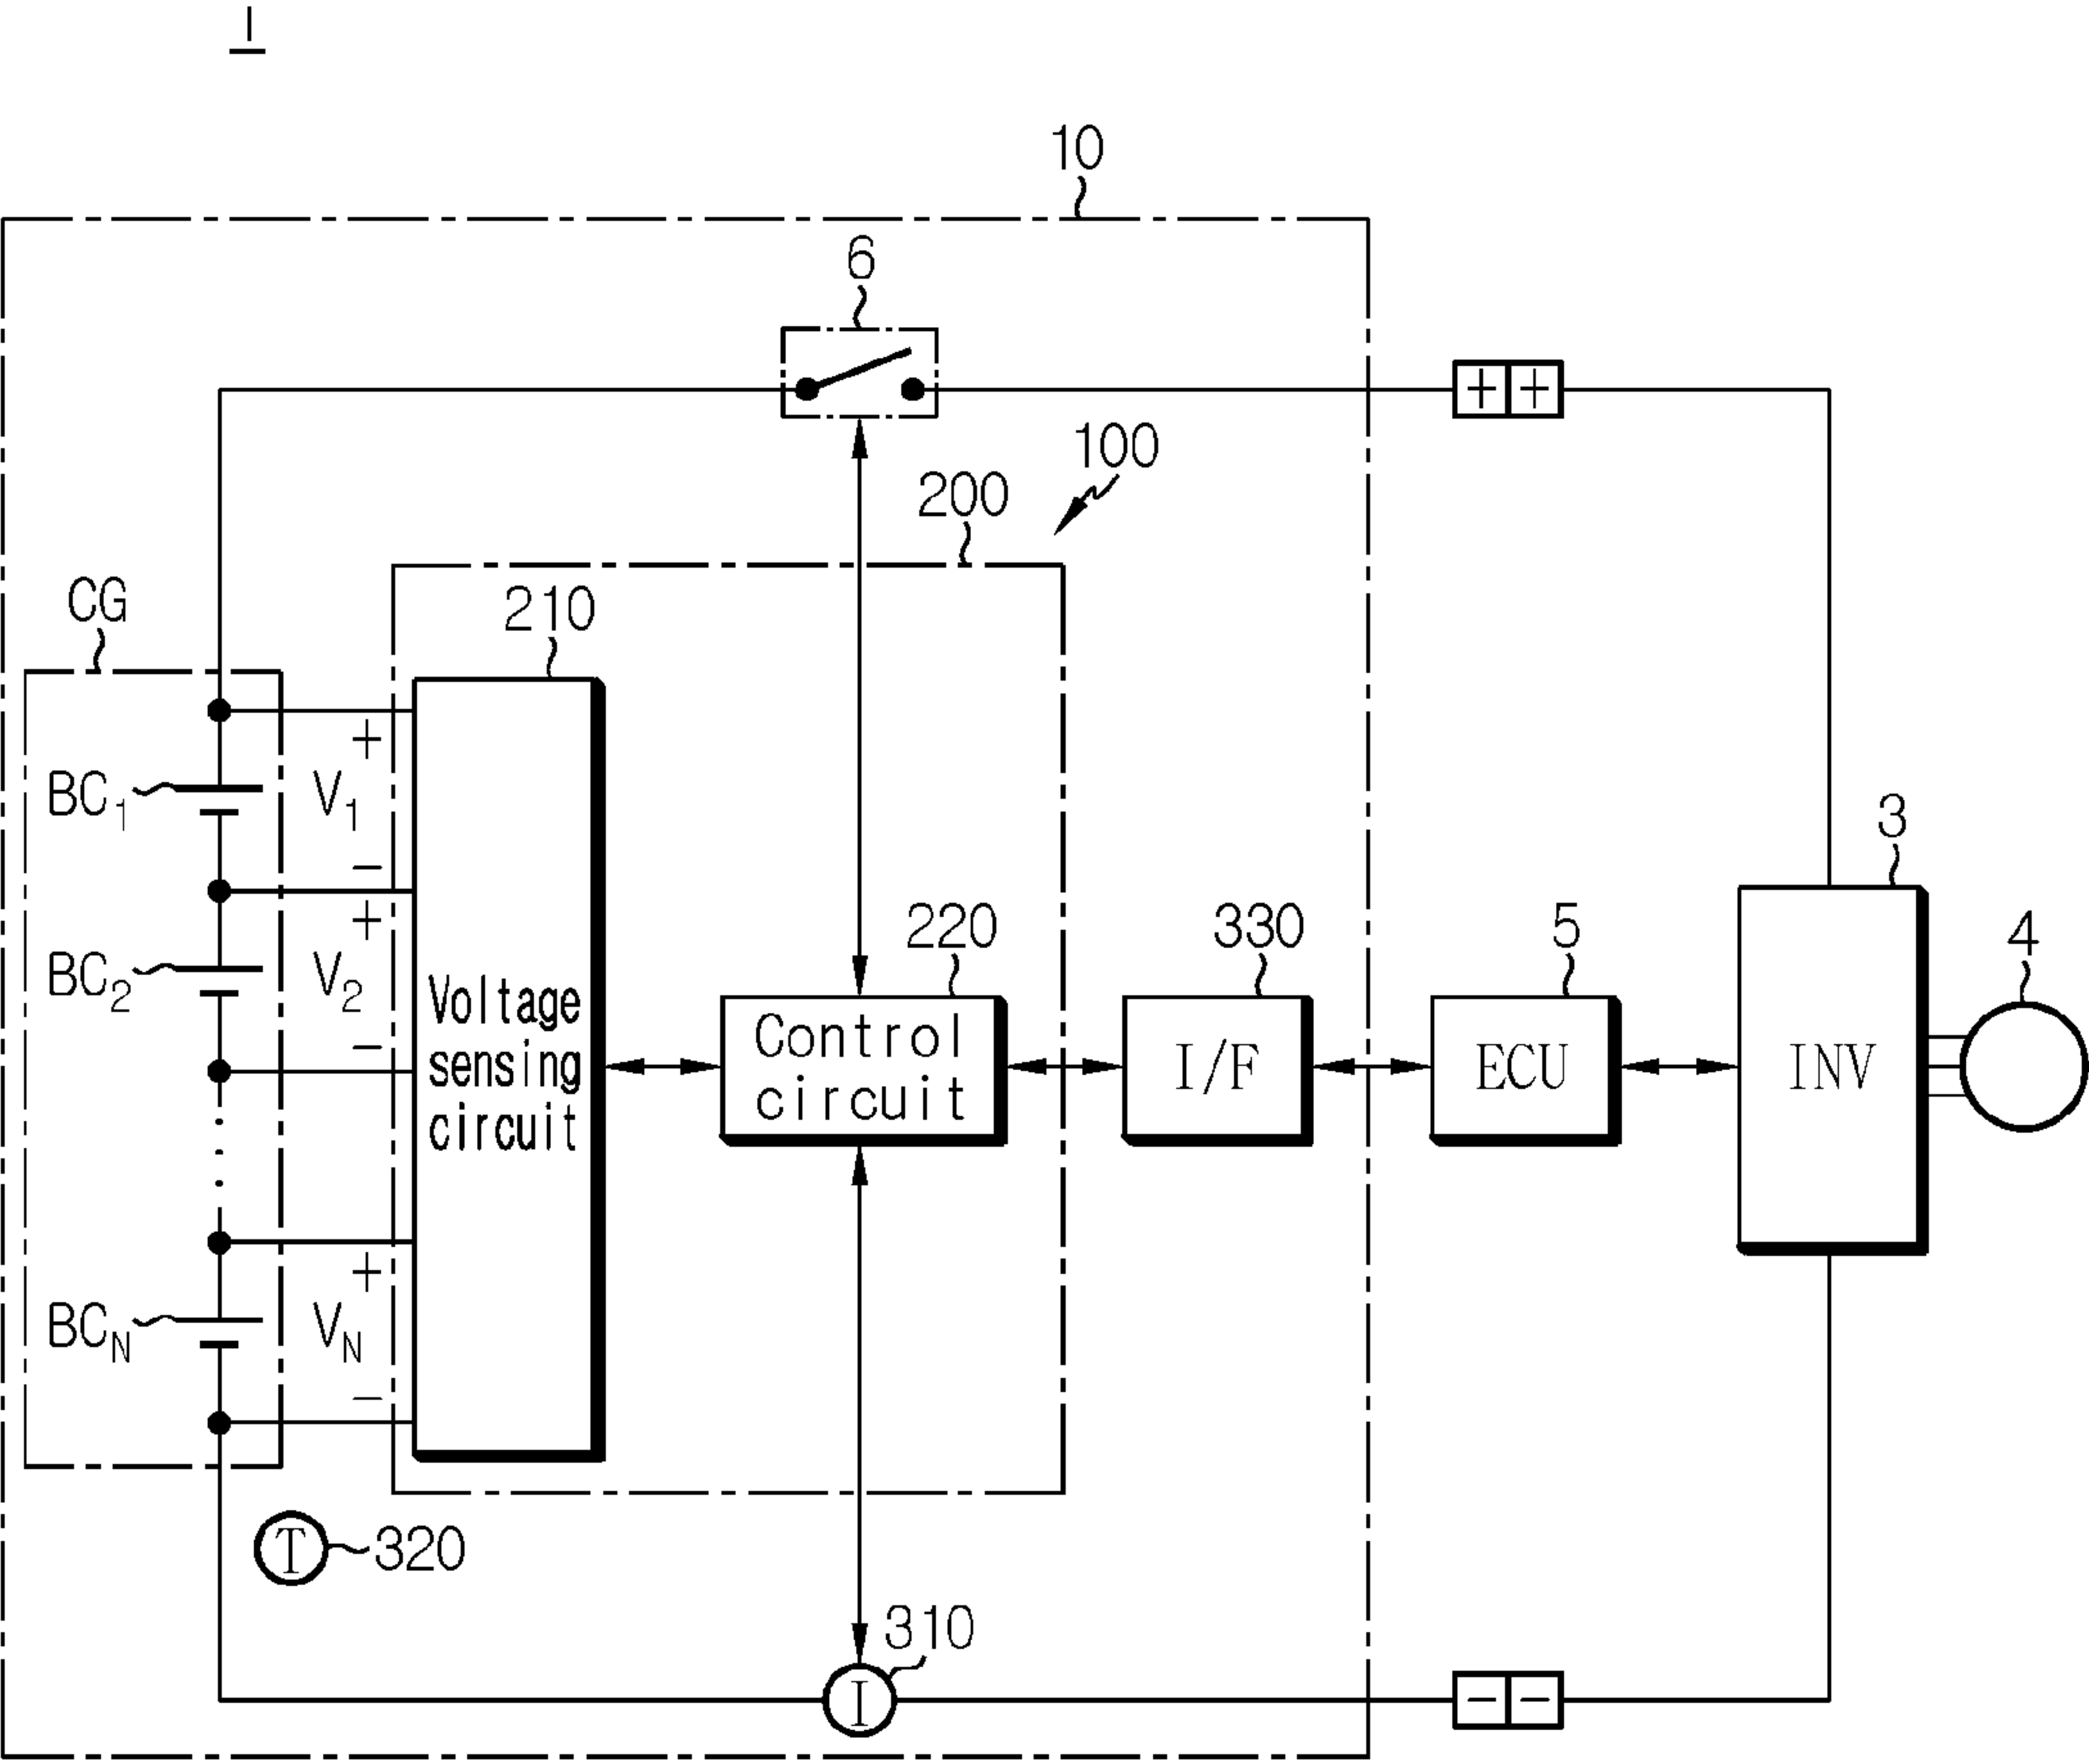 1
10
6
+ +
100
200
CG
210
+
BC1
V1
−
+
BC2
V2
−
Voltage
sensing
circuit
220
Control
circuit
330
I/F
5
ECU
3
INV
4
+
BCN
VN
−
T
320
310
I
− −